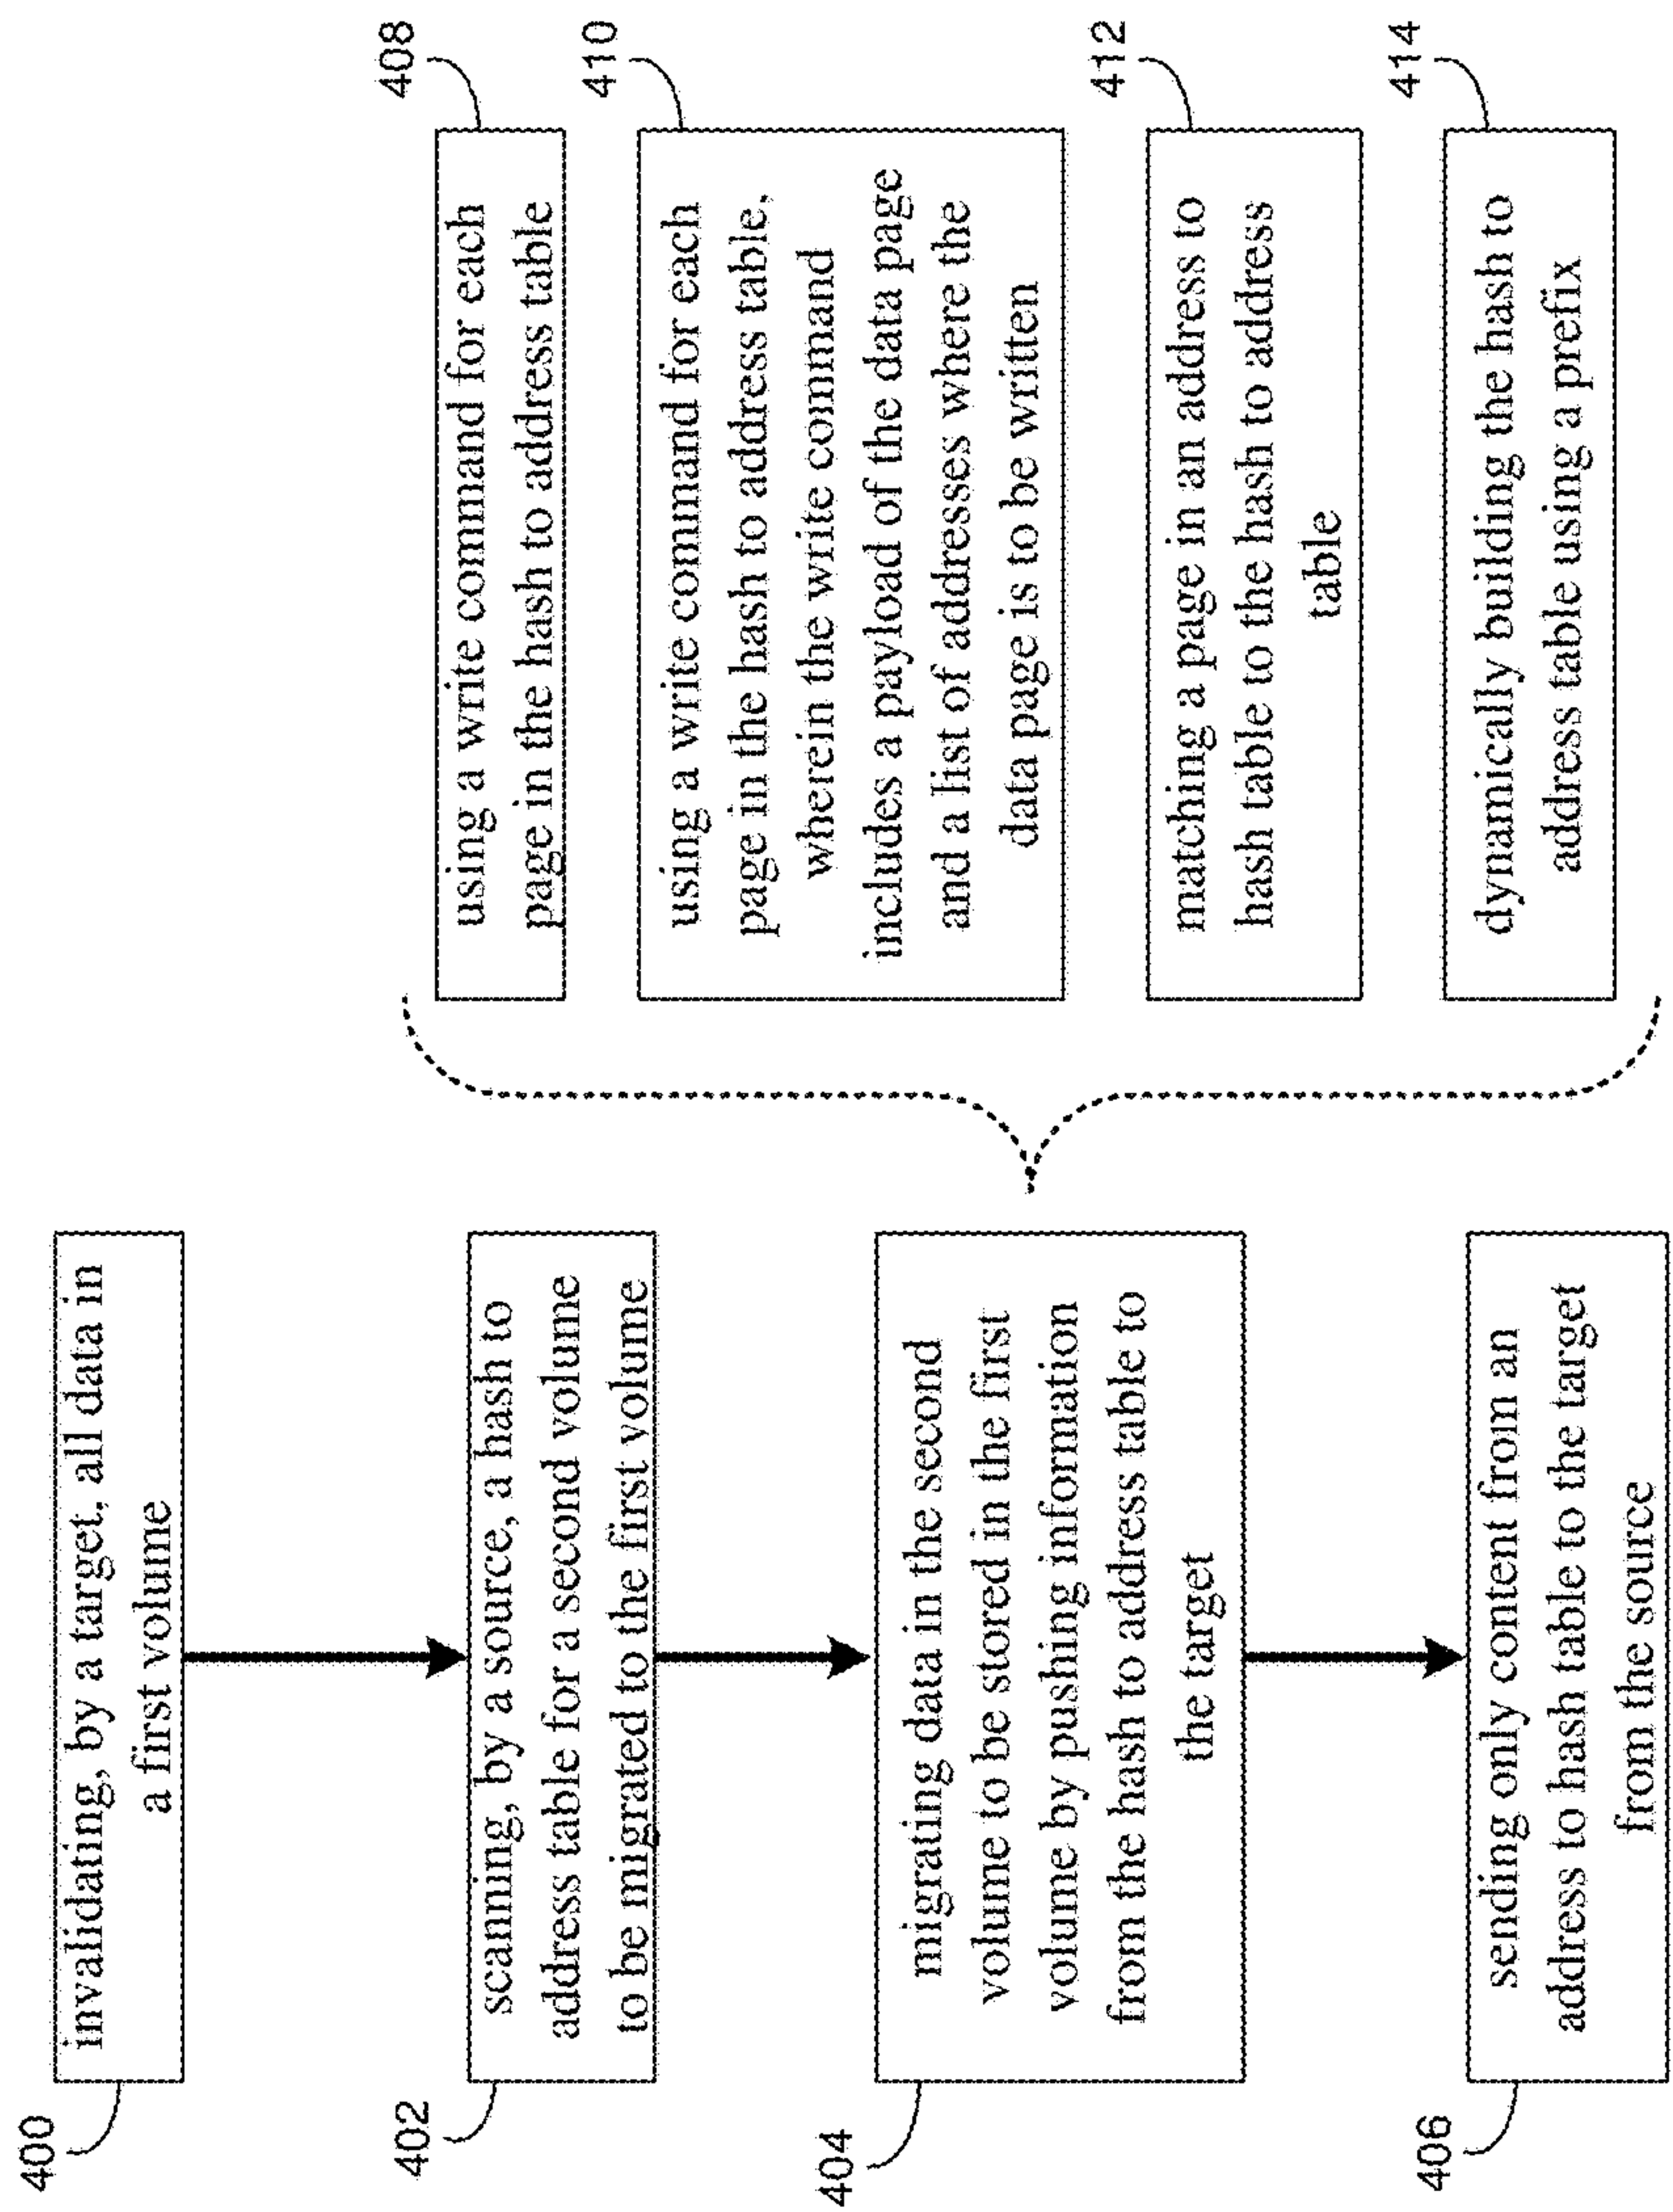 400
invalidating, by a target, all data in
a first volume
402
scanning, by a source, a hash to
address table for a second volume
to be migrated to the first volume
404
migrating data in the second
volume to be stored in the first
volume by pushing information
from the hash to address table to
the target
406
sending only content from an
address to hash table to the target
from the source
408
using a write command for each
page in the hash to address table
410
using a write command for each
page in the hash to address table,
wherein the write command
includes a payload of the data page
and a list of addresses where the
data page is to be written
412
matching a page in an address to
hash table to the hash to address
table
414
dynamically building the hash to
address table using a prefix